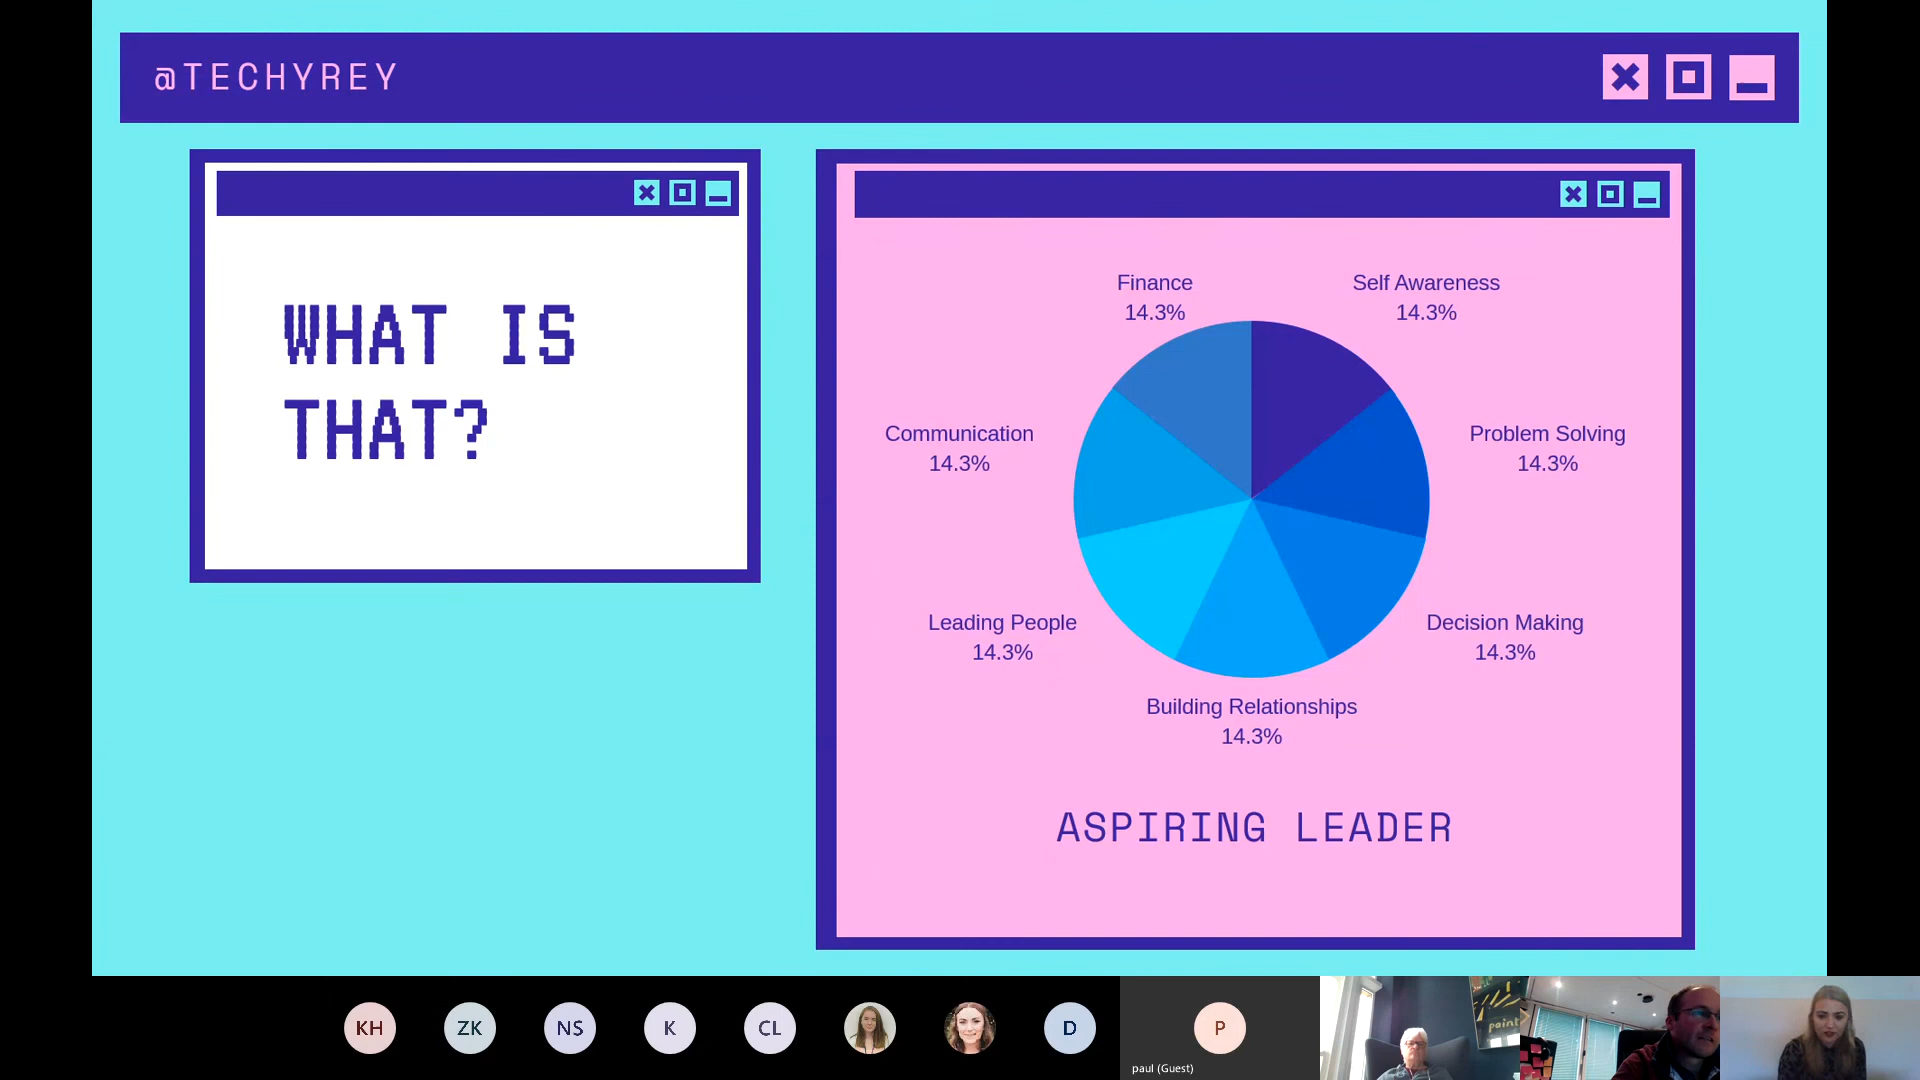 @TECHYREY
WHAT IS
THAT?
Finance
14.3%
Self Awareness
14.3%
Communication
14.3%
Problem Solving
14.3%
Leading People
14.3%
Decision Making
14.3%
Building Relationships
14.3%
ASPIRING LEADER
KH
ZK
NS
K
CL
D
P
paul (Guest)
paint